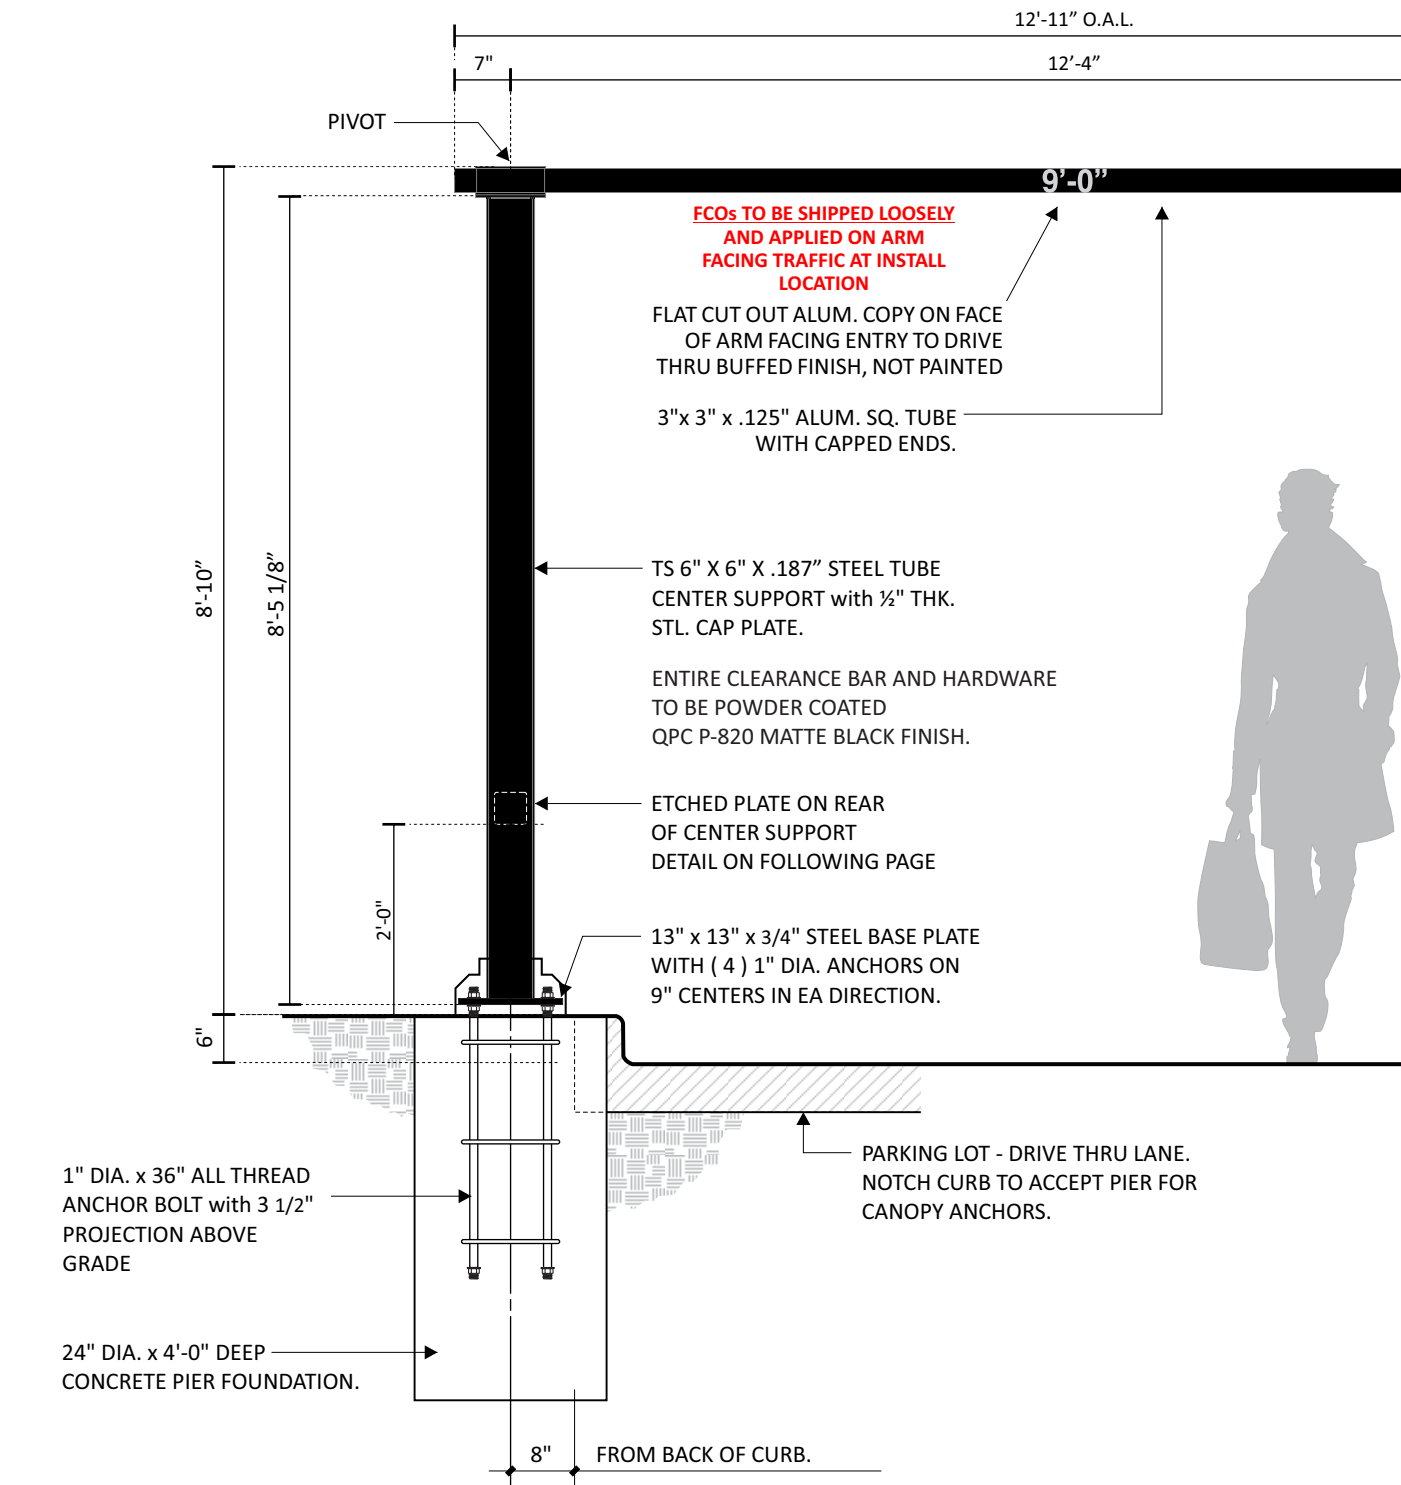 12'-11” O.A.L.
7"
12’-4”
PIVOT
9’-0”
FCOs TO BE SHIPPED LOOSELY
AND APPLIED ON ARM
FACING TRAFFIC AT INSTALL
LOCATION
FLAT CUT OUT ALUM. COPY ON FACE
OF ARM FACING ENTRY TO DRIVE
THRU BUFFED FINISH, NOT PAINTED
3"x 3" x .125" ALUM. SQ. TUBE
WITH CAPPED ENDS.
8'-10”
8'-5 1/8”
TS 6" X 6" X .187” STEEL TUBE
CENTER SUPPORT with ½" THK.
STL. CAP PLATE.
ENTIRE CLEARANCE BAR AND HARDWARE
TO BE POWDER COATED
QPC P-820 MATTE BLACK FINISH.
ETCHED PLATE ON REAR
OF CENTER SUPPORT
DETAIL ON FOLLOWING PAGE
2'-0"
13" x 13" x 3/4" STEEL BASE PLATE
WITH ( 4 ) 1" DIA. ANCHORS ON
9" CENTERS IN EA DIRECTION.
6"
PARKING LOT - DRIVE THRU LANE.
NOTCH CURB TO ACCEPT PIER FOR
CANOPY ANCHORS.
1" DIA. x 36" ALL THREAD
ANCHOR BOLT with 3 1/2"
PROJECTION ABOVE
GRADE
24" DIA. x 4'-0" DEEP
CONCRETE PIER FOUNDATION.
8"
FROM BACK OF CURB.